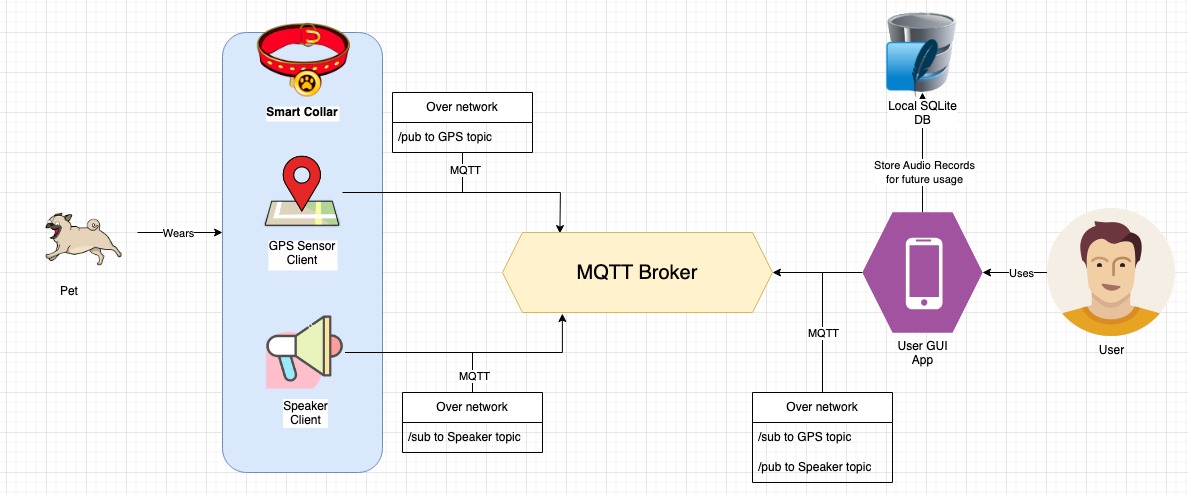 Smart Collar
GPS Sensor
Client
Speaker
Client
Pet
Wears
Over network
/pub to GPS topic
MQTT
MQTT Broker
MQTT
Over network
/sub to Speaker topic
Local SQLite
DB
Store Audio Records
for future usage
User GUI
App
Uses
User
MQTT
Over network
/sub to GPS topic
/pub to Speaker topic